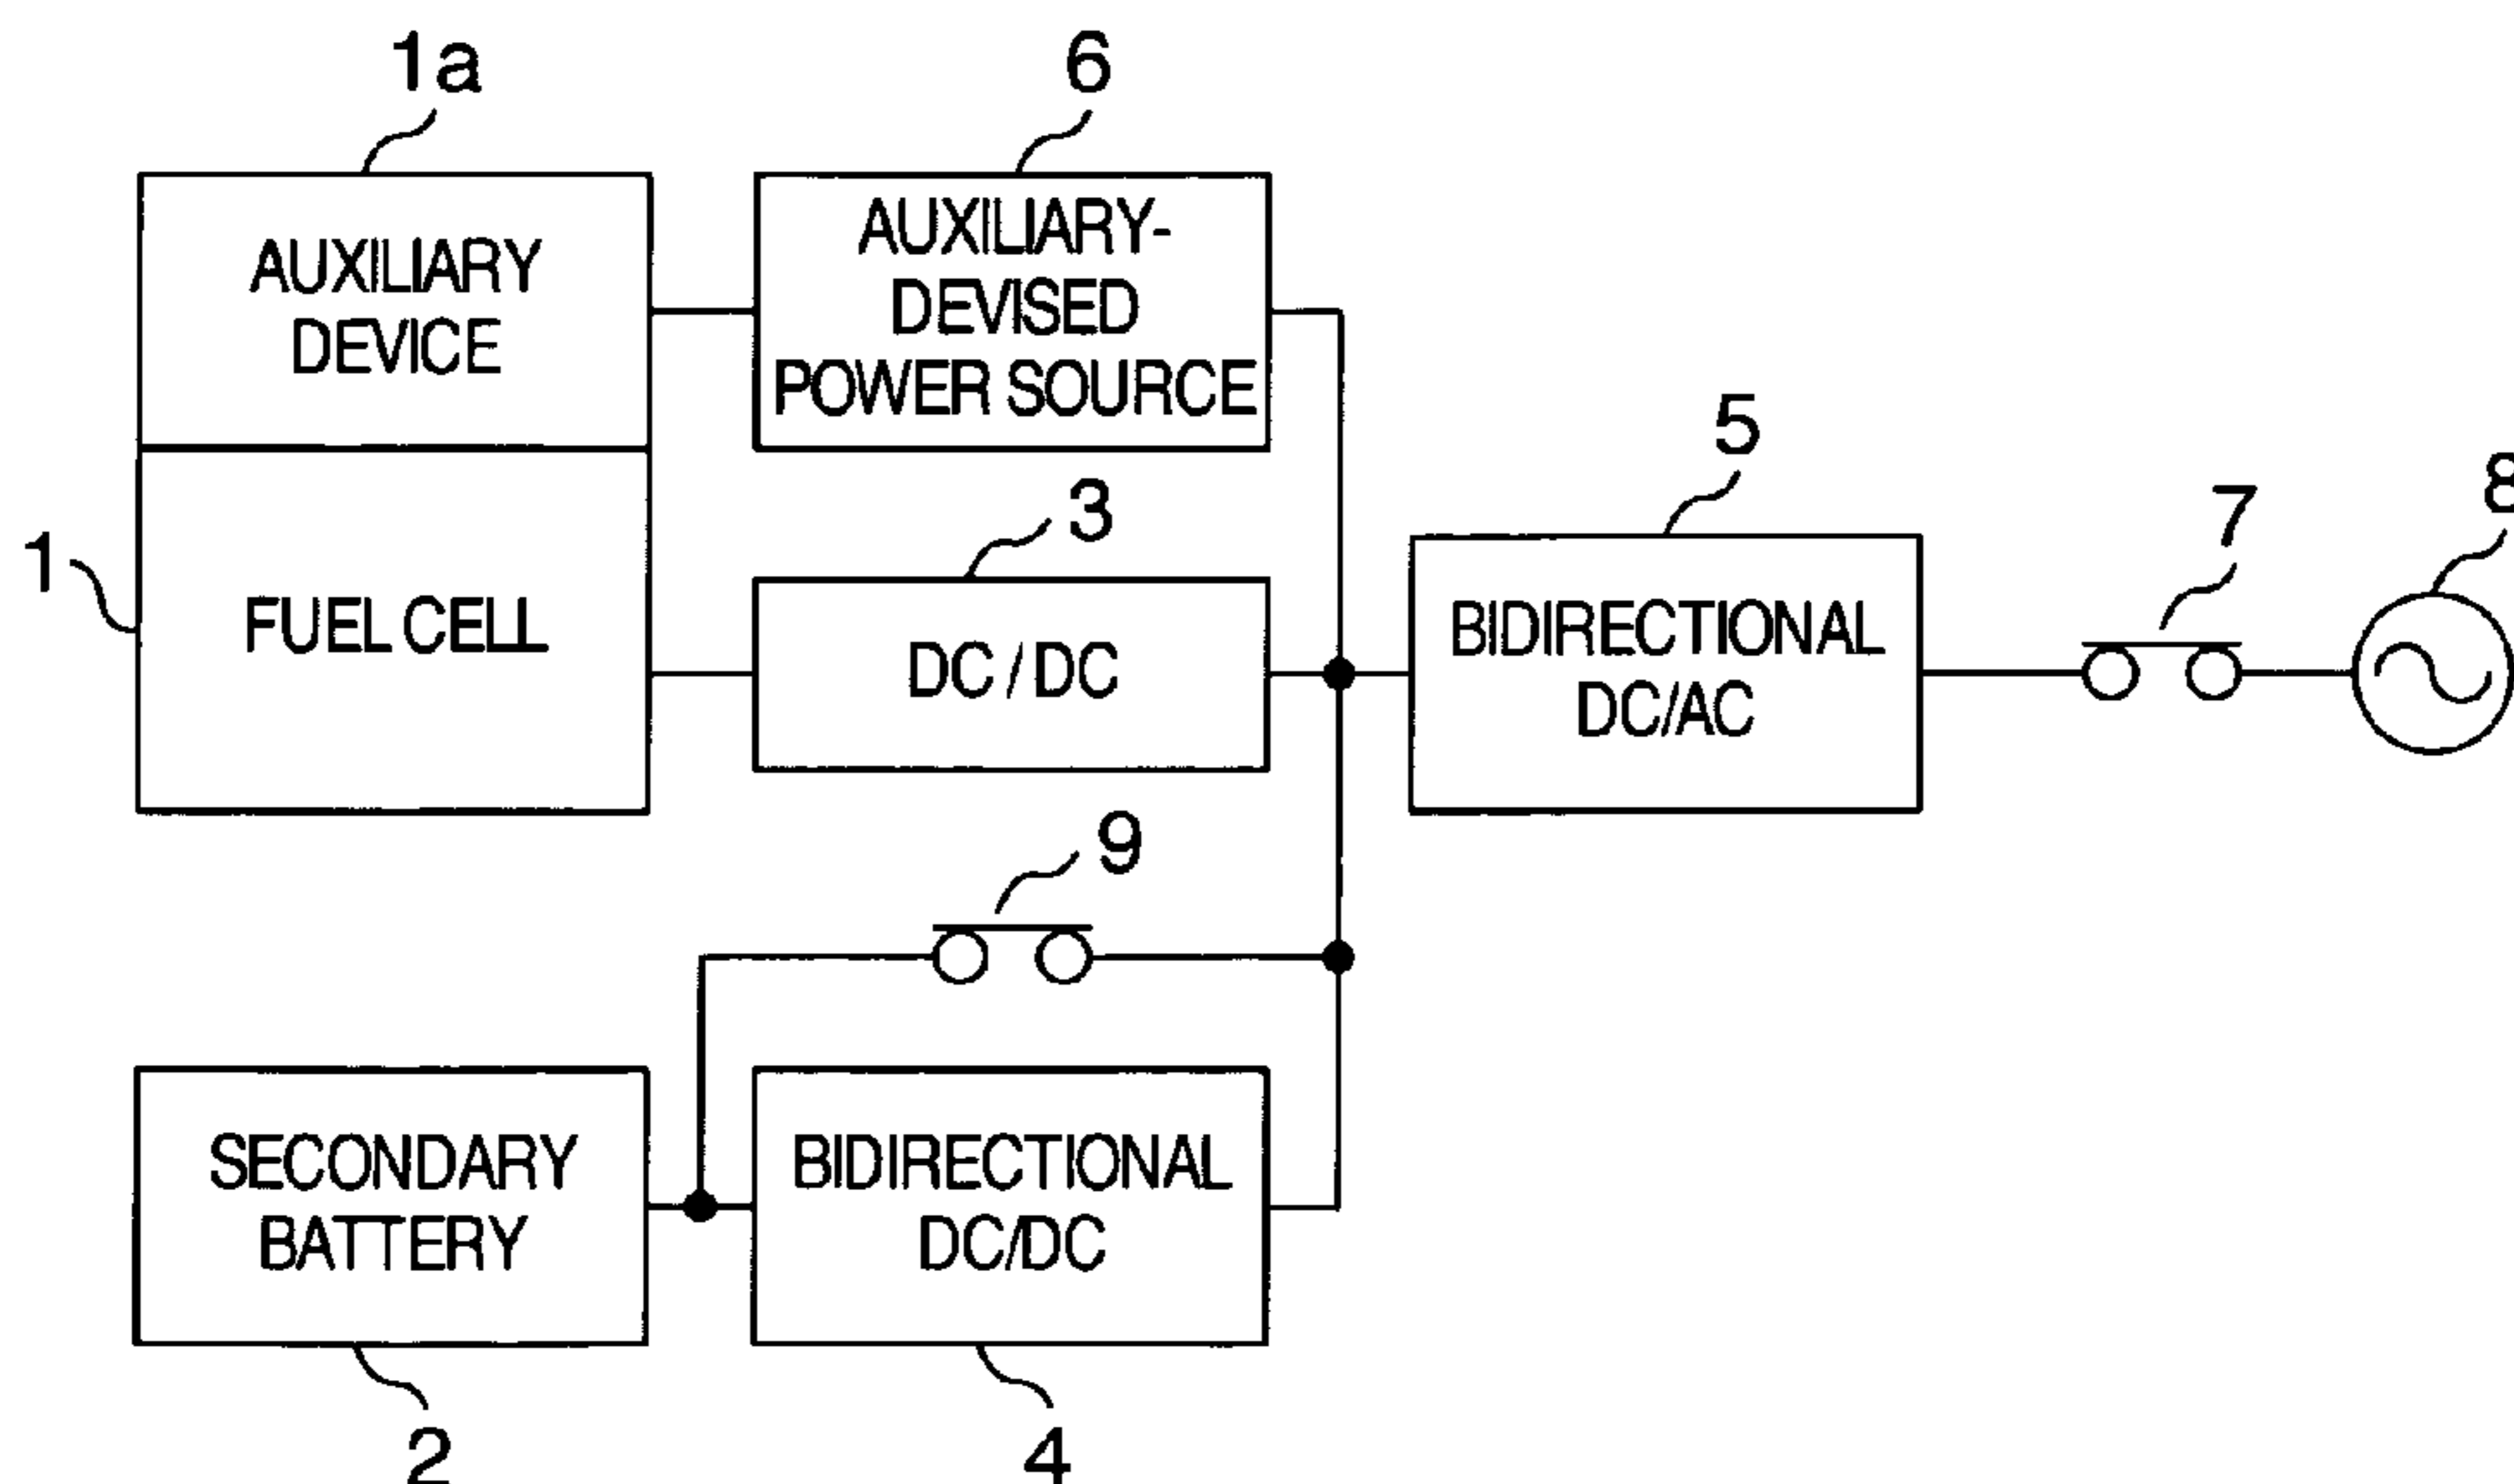 1a
6
AUXILIARY
DEVICE
AUXILIARY-
DEVISED
POWER SOURCE
5
8
3
7
1
FUEL CELL
DC / DC
BIDIRECTIONAL
DC/AC
9
SECONDARY
BATTERY
BIDIRECTIONAL
DC/DC
2
4